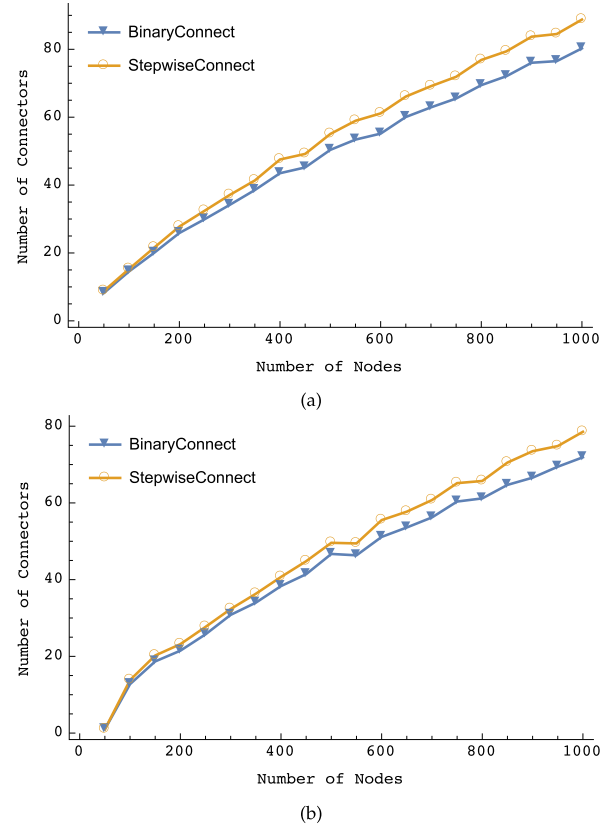 BinaryConnect
StepwiseConnect
Number of Connectors
80
60
40
20
0
0 200 400 600 800 1000
Number of Nodes
(a)
BinaryConnect
StepwiseConnect
Number of Connectors
80
60
40
20
0
0 200 400 600 800 1000
Number of Nodes
(b)